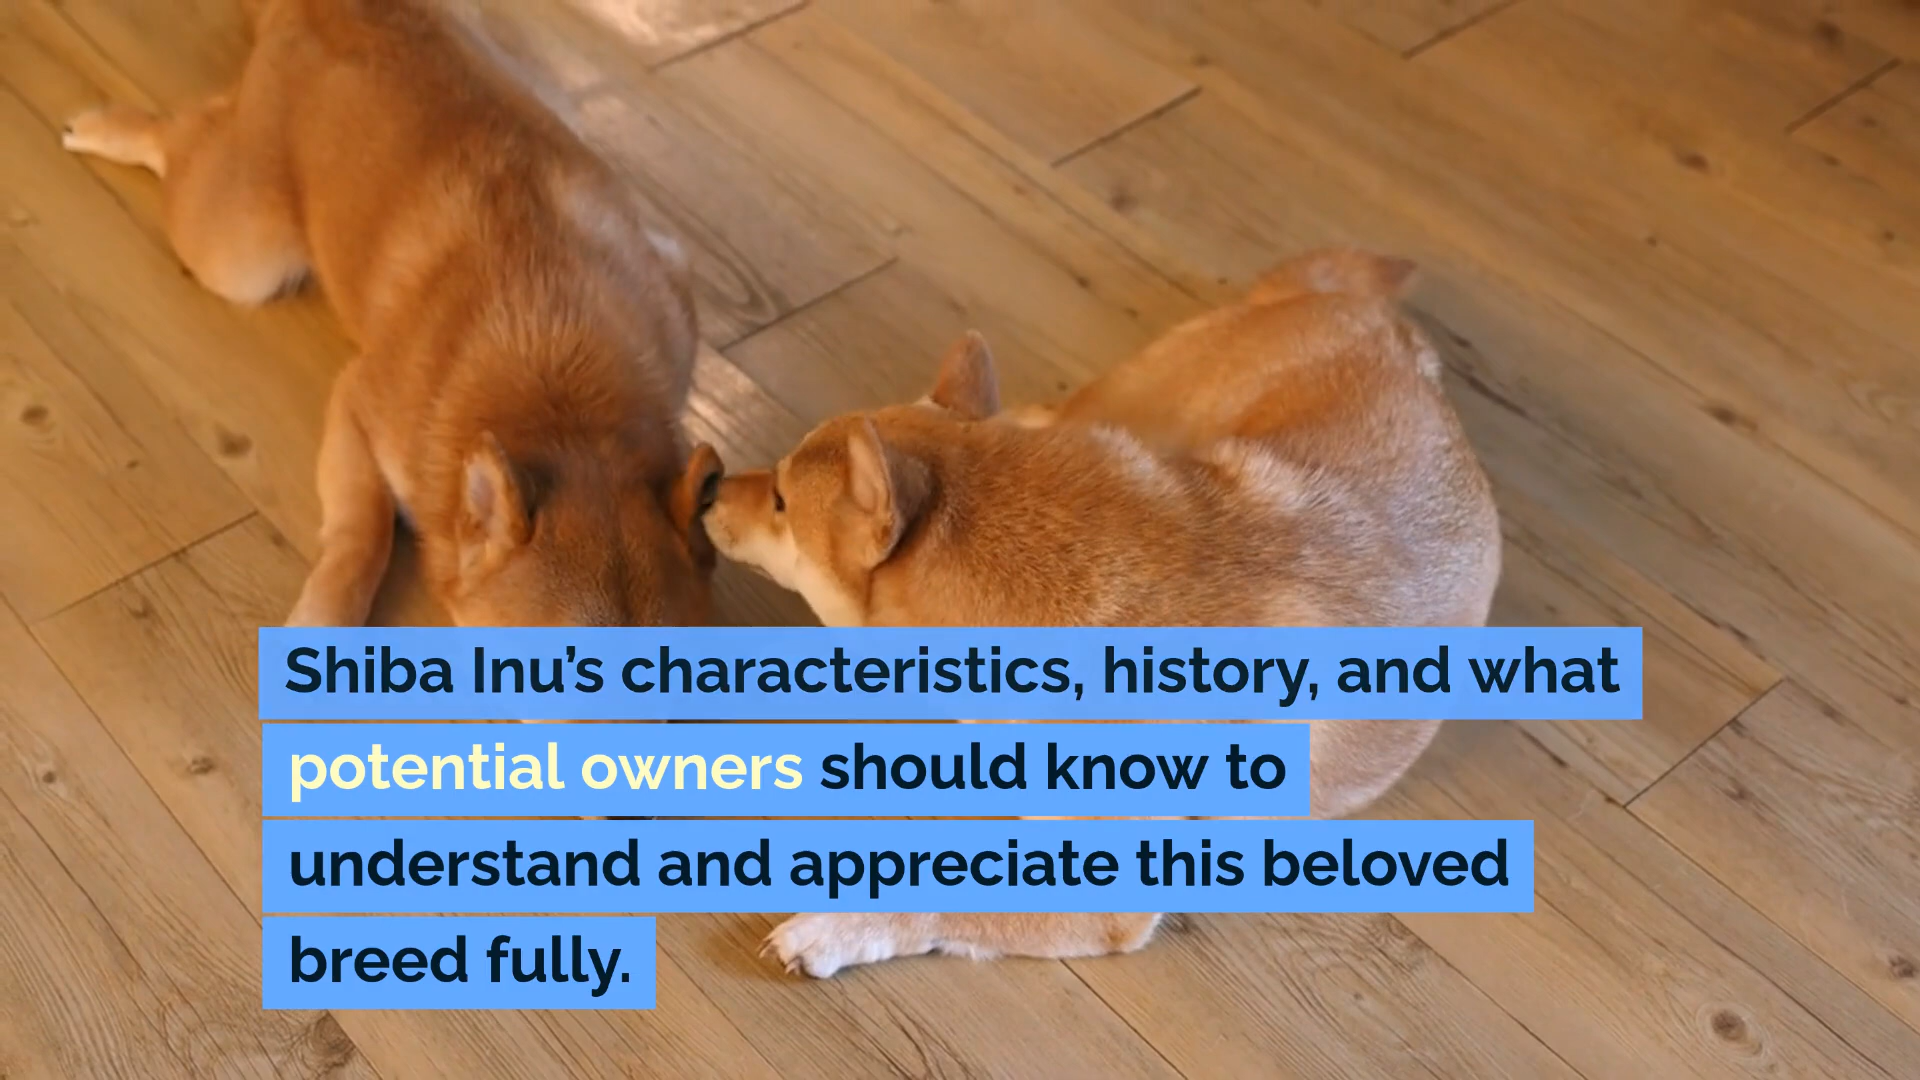 Shiba Inu’s characteristics, history, and what
potential owners should know to
understand and appreciate this beloved
breed fully.